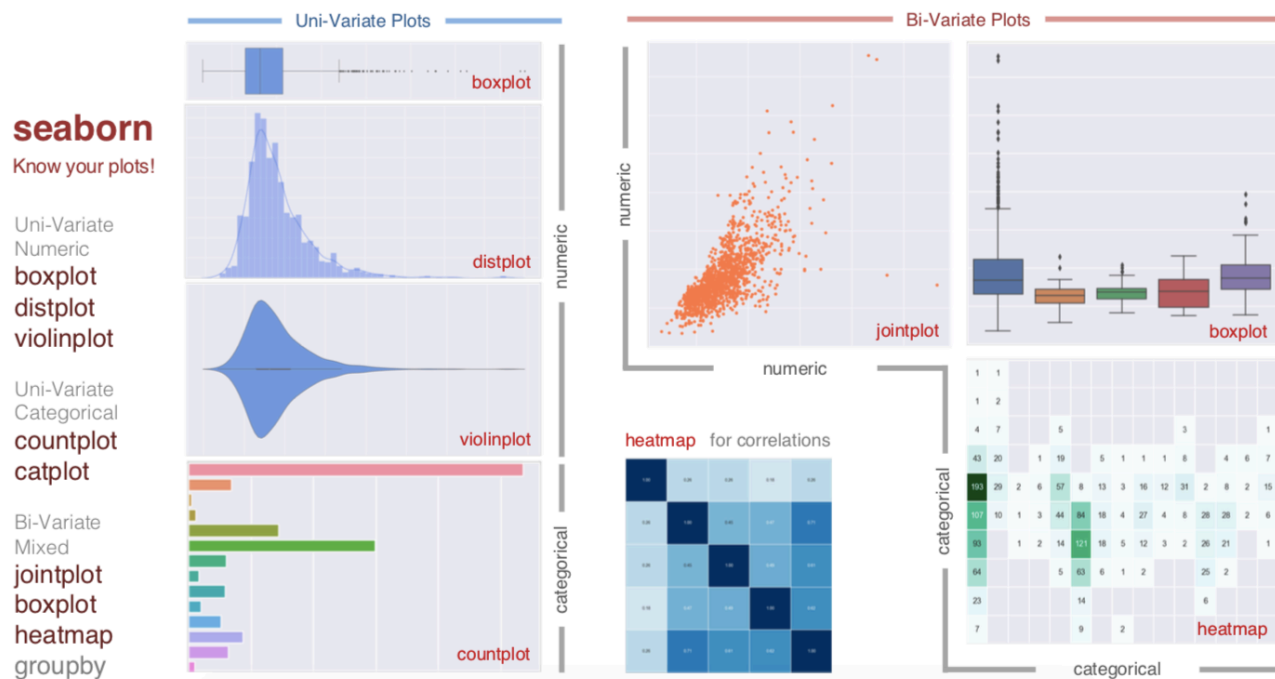 Uni-Variate Plots
Bi-Variate Plots
seaborn
Know your plots!
Uni-Variate
Numeric
boxplot
distplot
violinplot
Uni-Variate
Categorical
countplot
catplot
Bi-Variate
Mixed
jointplot
boxplot
heatmap
groupby
boxplot
distplot
violinplot
numeric
countplot
categorical
numeric
jointplot
numeric
boxplot
heatmap for correlations
categorical
1 1
1 2
4 7 5 3 1
43 20 1 19 5 1 1 1 8 4 6 7
193 29 2 6 57 8 13 3 16 12 31 2 8 2 15
107 10 1 3 44 84 18 4 27 4 8 28 28 2 6
93 1 2 14 121 18 5 12 3 2 26 21 1
64 5 63 6 1 2 25 2
23 14 6
7 9 2
heatmap
categorical